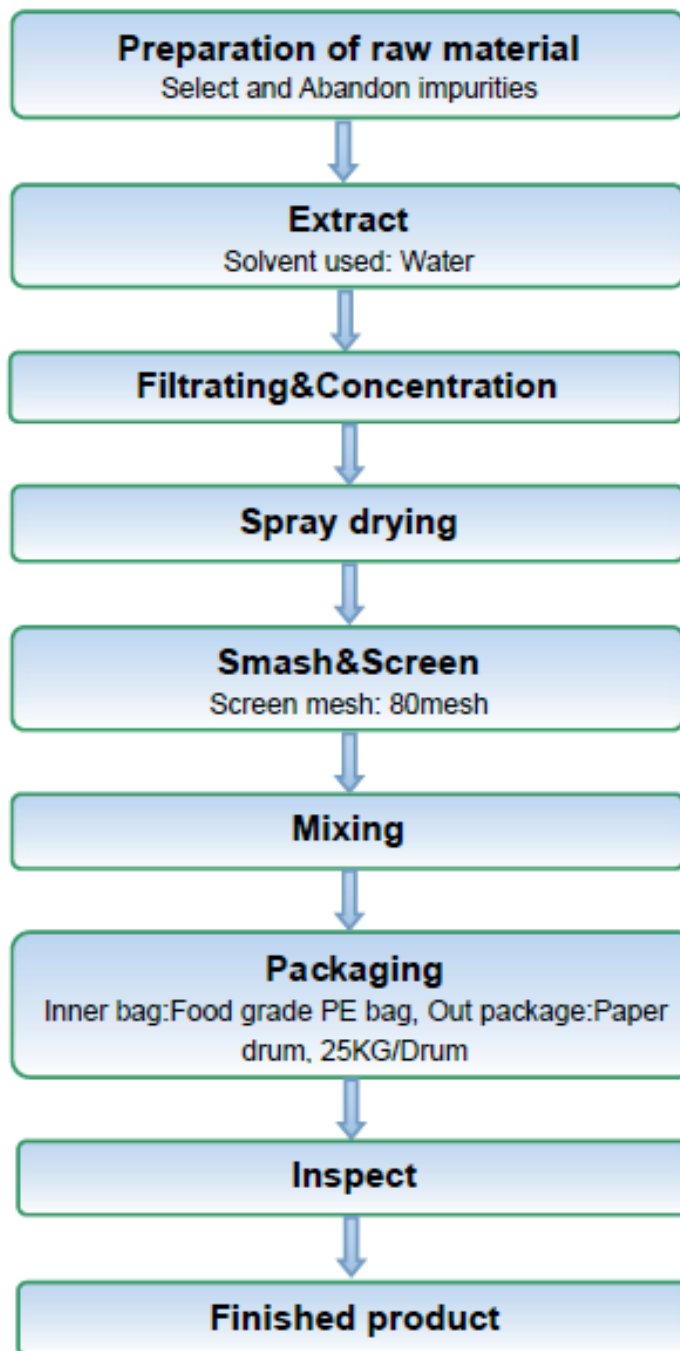 Preparation of raw material
Select and Abandon impurities
Extract
Solvent used: Water
Filtrating&Concentration
Spray drying
Smash&Screen
Screen mesh: 80mesh
Mixing
Packaging
Inner bag:Food grade PE bag, Out package:Paper
drum, 25KG/Drum
Inspect
Finished product